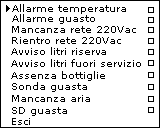 Allarme temperatura
Allarme guasto
Mancanza rete 220Vac
Rientro rete 220Vac
Avviso litri riserva
Avviso litri fuori servizio
Assenza bottiglie
Sonda guasta
Mancanza aria
SD guasta
Esci